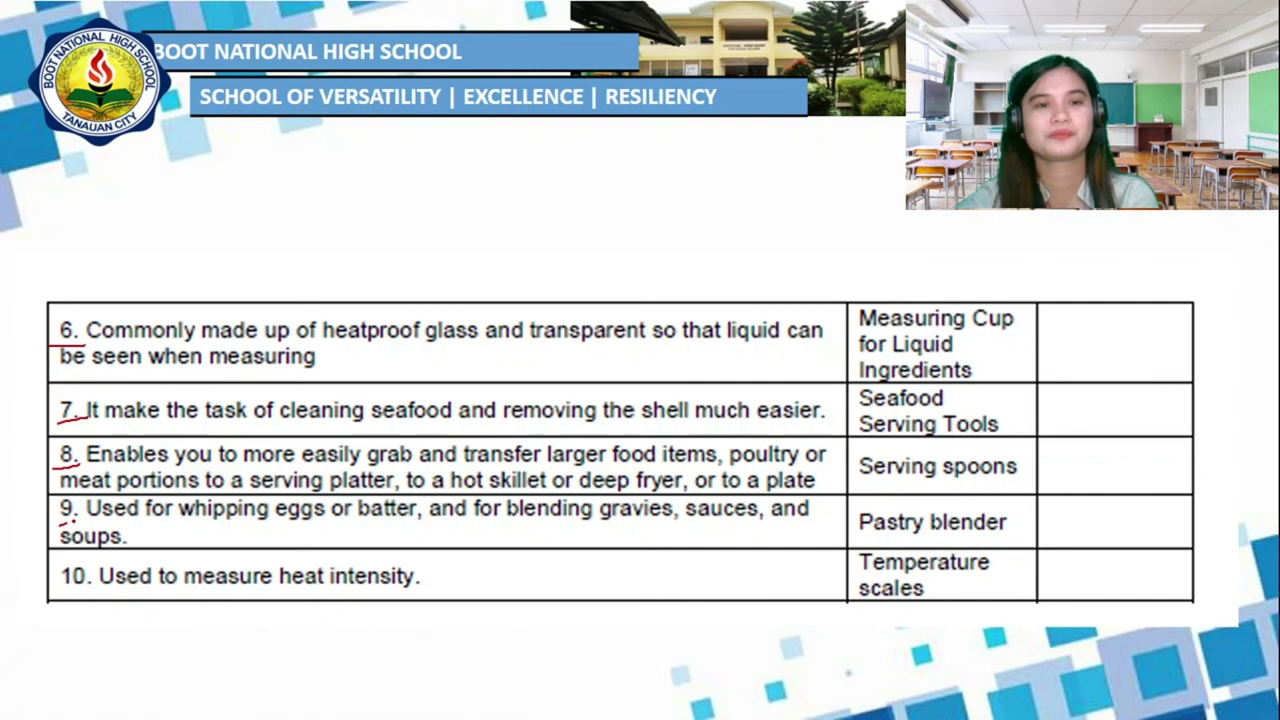 BOOT NATIONAL HIGH SCHOOL
SCHOOL OF VERSATILITY | EXCELLENCE | RESILIENCY
BOOT NATIONAL HIGH SCHOOL
TANAUAN CITY
6. Commonly made up of heatproof glass and transparent so that liquid can
be seen when measuring
Measuring Cup
for Liquid
Ingredients
7. It make the task of cleaning seafood and removing the shell much easier.
Seafood
Serving Tools
8. Enables you to more easily grab and transfer larger food items, poultry or
meat portions to a serving platter, to a hot skillet or deep fryer, or to a plate
Serving spoons
9. Used for whipping eggs or batter, and for blending gravies, sauces, and
soups.
Pastry blender
10. Used to measure heat intensity.
Temperature
scales